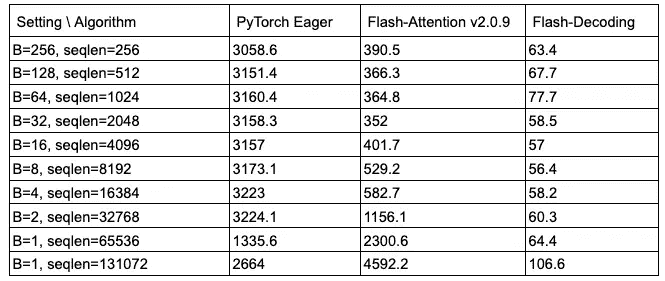 Setting \ Algorithm PyTorch Eager Flash-Attention v2.0.9 Flash-Decoding
B=256, seqlen=256 3058.6 390.5 63.4
B=128, seqlen=512 3151.4 366.3 67.7
B=64, seqlen=1024 3160.4 364.8 77.7
B=32, seqlen=2048 3158.3 352 58.5
B=16, seqlen=4096 3157 401.7 57
B=8, seqlen=8192 3173.1 529.2 56.4
B=4, seqlen=16384 3223 582.7 58.2
B=2, seqlen=32768 3224.1 1156.1 60.3
B=1, seqlen=65536 1335.6 2300.6 64.4
B=1, seqlen=131072 2664 4592.2 106.6